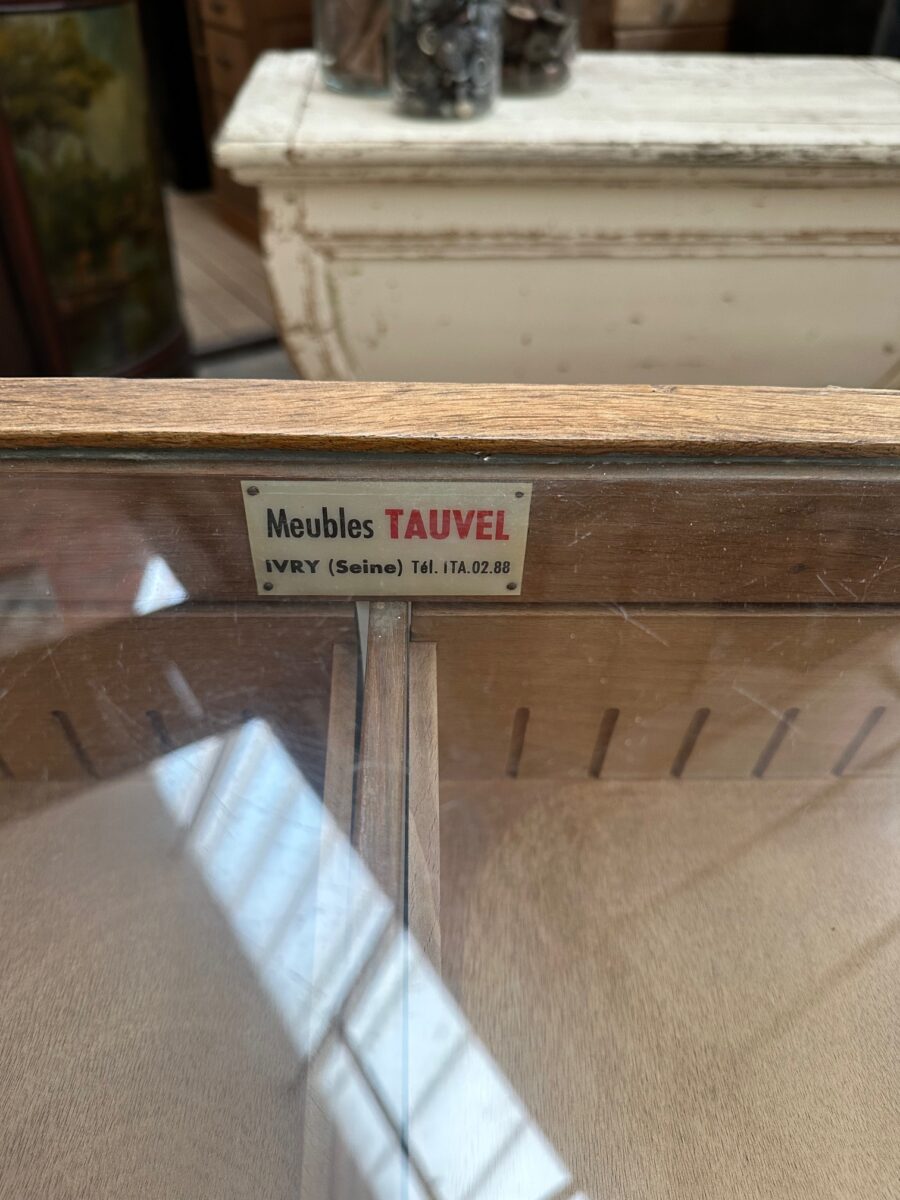 Meubles TAUVEL
iVRY (Seine) Tél. ITA.02.88